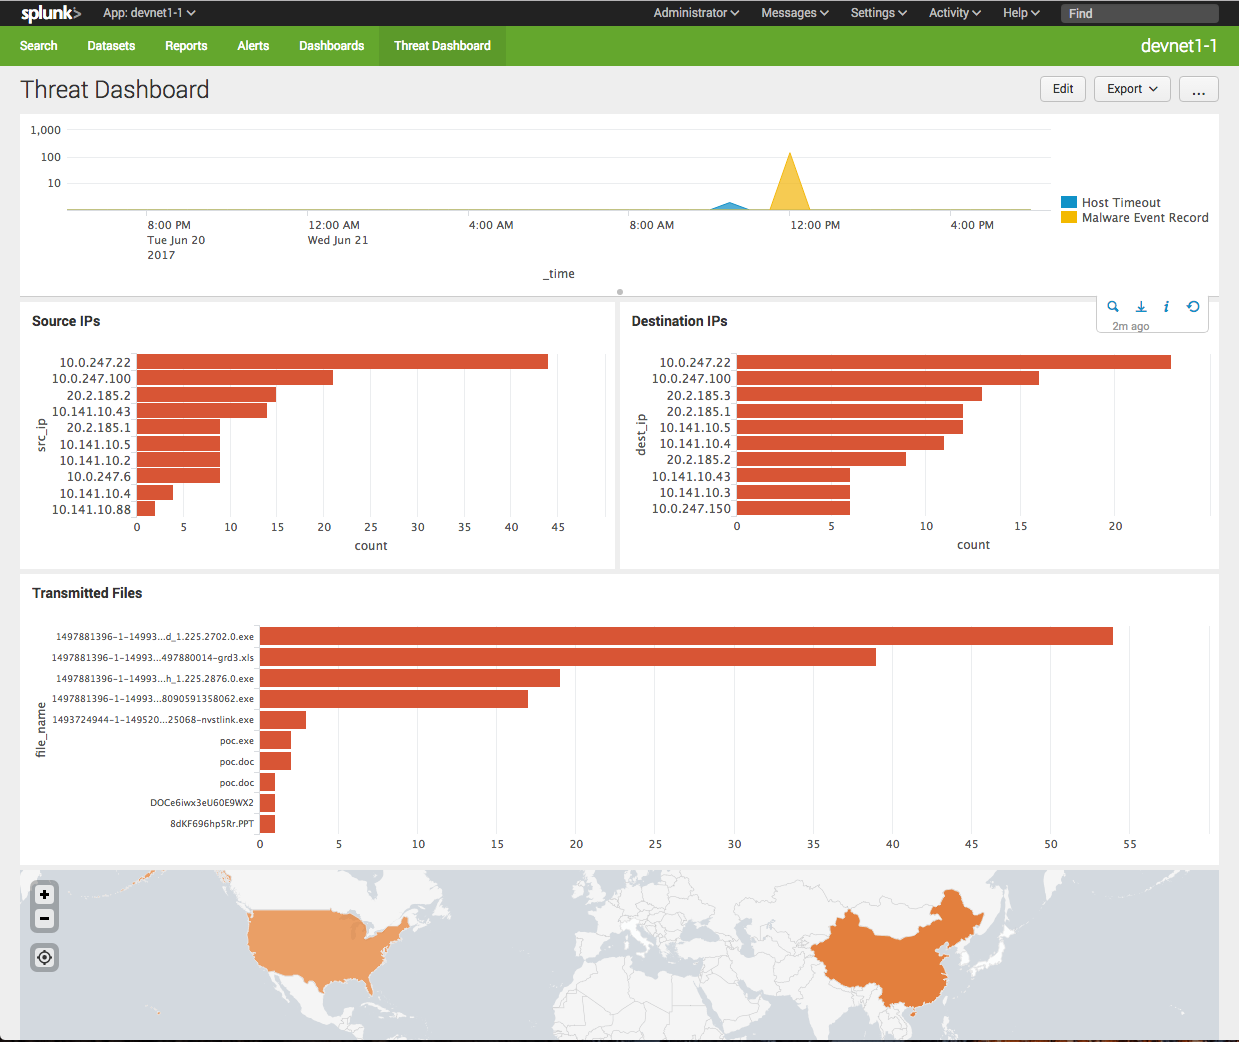 splunk> App: devnet1-1 Administrator Messages Settings Activity Help Find
Search Datasets Reports Alerts Dashboards Threat Dashboard devnet1-1
Threat Dashboard Edit Export ...
1,000
100
10
Host Timeout
Malware Event Record
8:00 PM 12:00 AM 4:00 AM 8:00 AM 12:00 PM 4:00 PM
Tue Jun 20 Wed Jun 21
2017
_time
2m ago
Source IPs
src_ip
10.0.247.22
10.0.247.100
20.2.185.2
10.141.10.43
20.2.185.1
10.141.10.5
10.141.10.2
10.0.247.6
10.141.10.4
10.141.10.88
0 5 10 15 20 25 30 35 40 45
count
Destination IPs
dest_ip
10.0.247.22
10.0.247.100
20.2.185.3
20.2.185.1
10.141.10.5
10.141.10.4
20.2.185.2
10.141.10.43
10.141.10.3
10.0.247.150
0 5 10 15 20
count
Transmitted Files
file_name
1497881396-1-14993...d_1.225.2702.0.exe
1497881396-1-14993...497880014-grd3.xls
1497881396-1-14993...h_1.225.2876.0.exe
1497881396-1-14993...8090591358062.exe
1493724944-1-149520...25068-nvstlink.exe
poc.exe
poc.doc
poc.doc
DOCe6iwx3eU60E9WX2
8dKF696hp5Rr.PPT
0 5 10 15 20 25 30 35 40 45 50 55